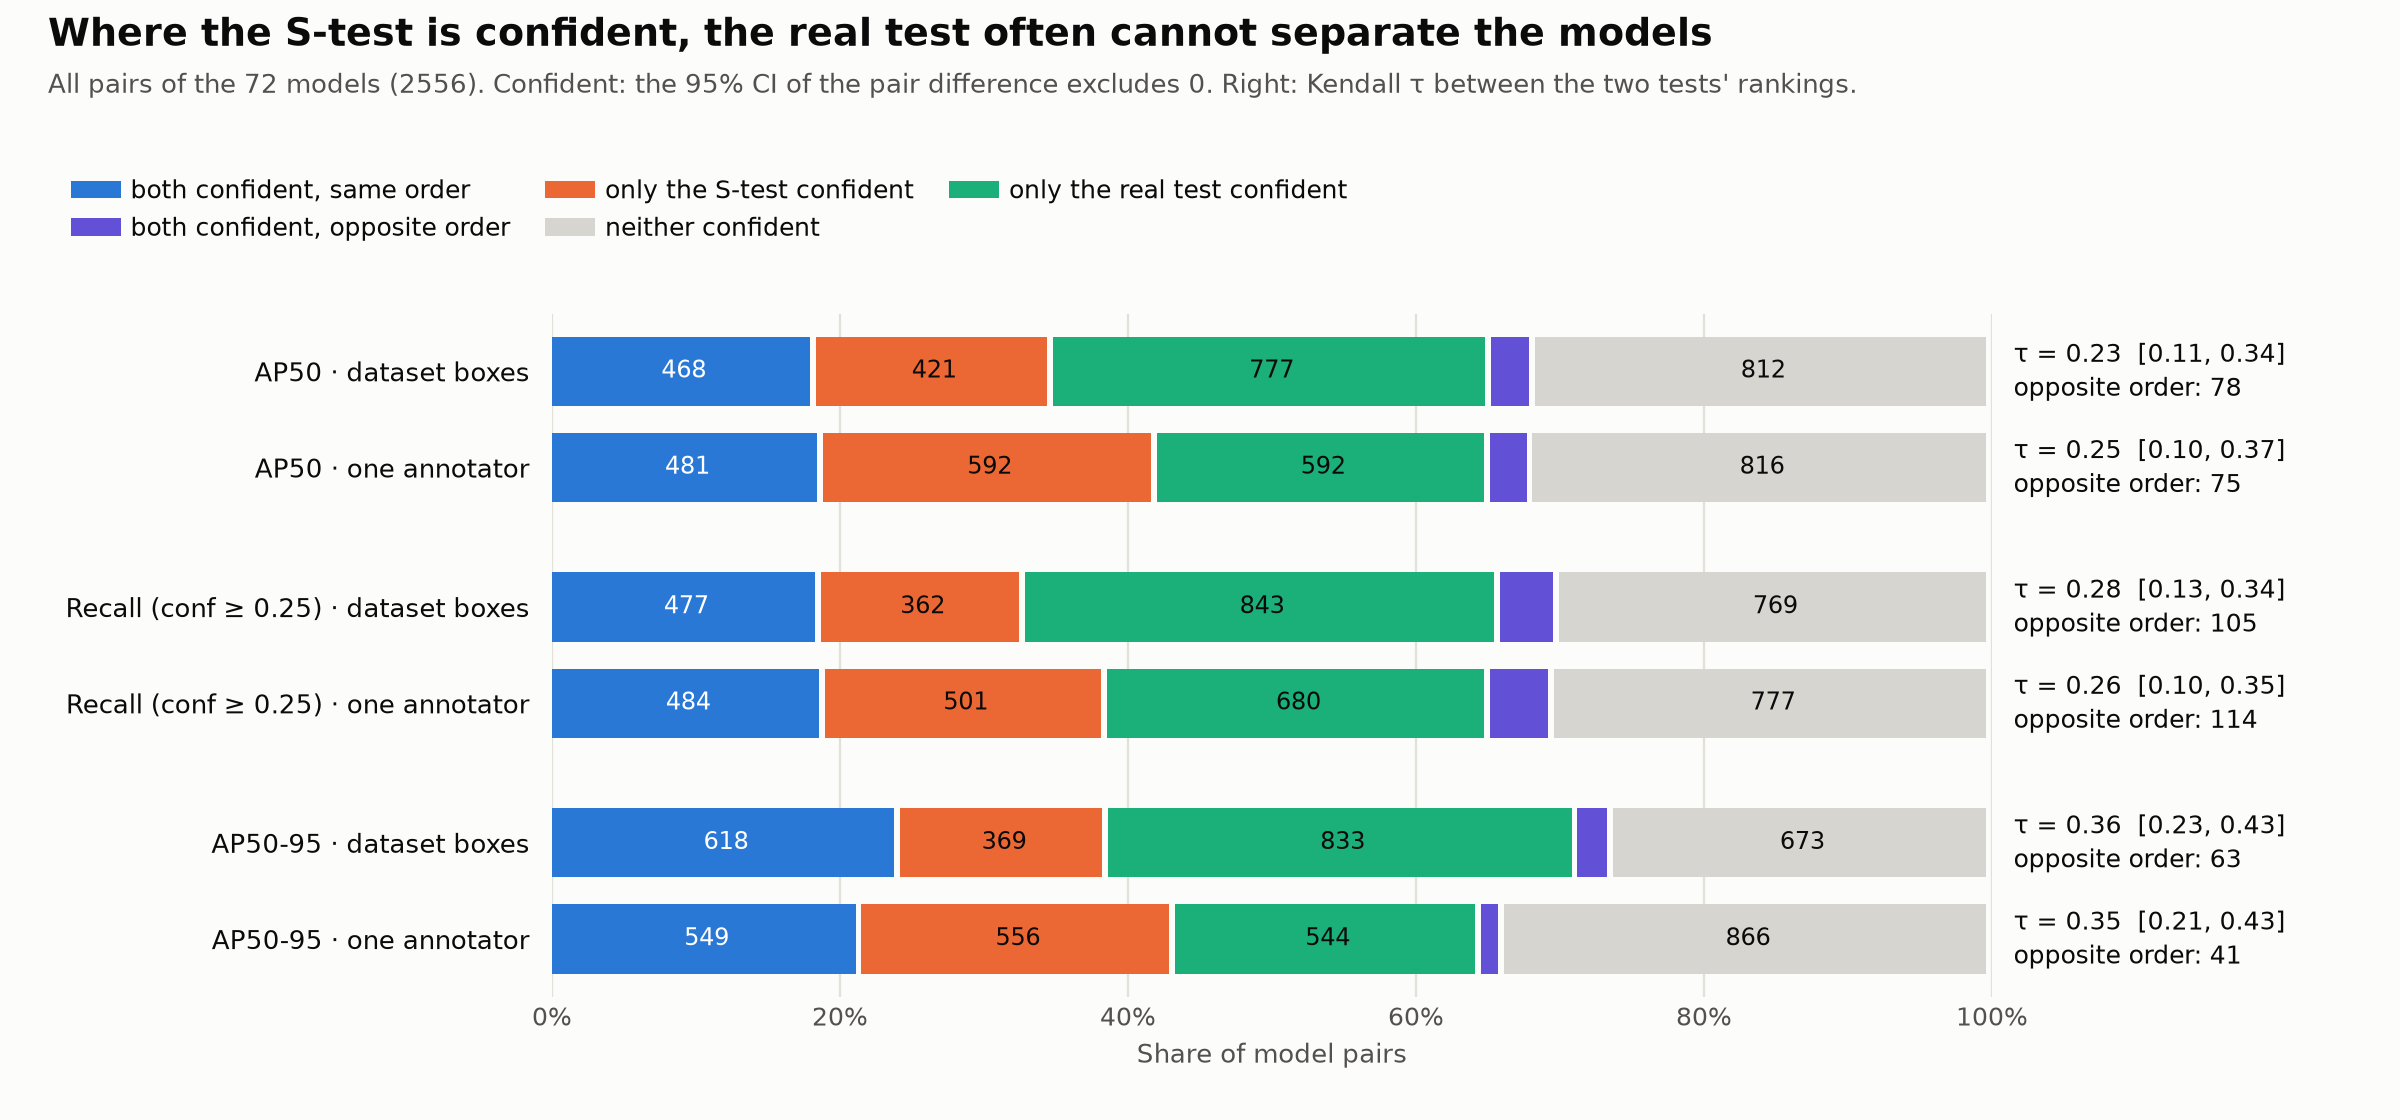 Where the S-test is confident, the real test often cannot separate the models
All pairs of the 72 models (2556). Confident: the 95% CI of the pair difference excludes 0. Right: Kendall τ between the two tests' rankings.
both confident, same order
only the S-test confident
only the real test confident
both confident, opposite order
neither confident
AP50 · dataset boxes
468
421
777
812
τ = 0.23 [0.11, 0.34]
opposite order: 78
AP50 · one annotator
481
592
592
816
τ = 0.25 [0.10, 0.37]
opposite order: 75
Recall (conf ≥ 0.25) · dataset boxes
477
362
843
769
τ = 0.28 [0.13, 0.34]
opposite order: 105
Recall (conf ≥ 0.25) · one annotator
484
501
680
777
τ = 0.26 [0.10, 0.35]
opposite order: 114
AP50-95 · dataset boxes
618
369
833
673
τ = 0.36 [0.23, 0.43]
opposite order: 63
AP50-95 · one annotator
549
556
544
866
τ = 0.35 [0.21, 0.43]
opposite order: 41
0%
20%
40%
60%
80%
100%
Share of model pairs